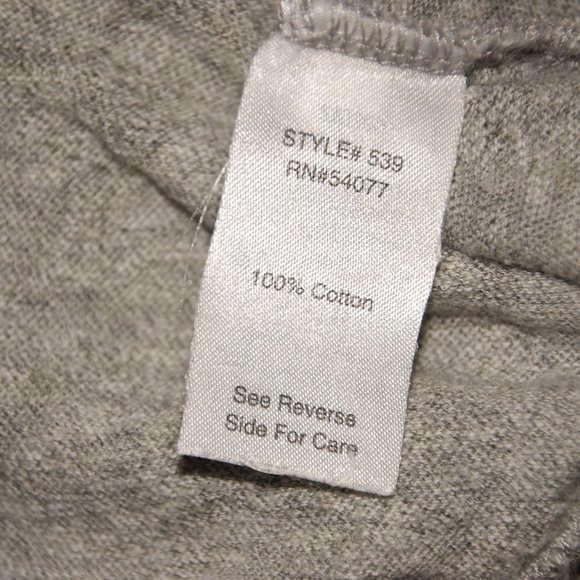 STYLE# 539
RN#54077
100% Cotton
See Reverse
Side For Care